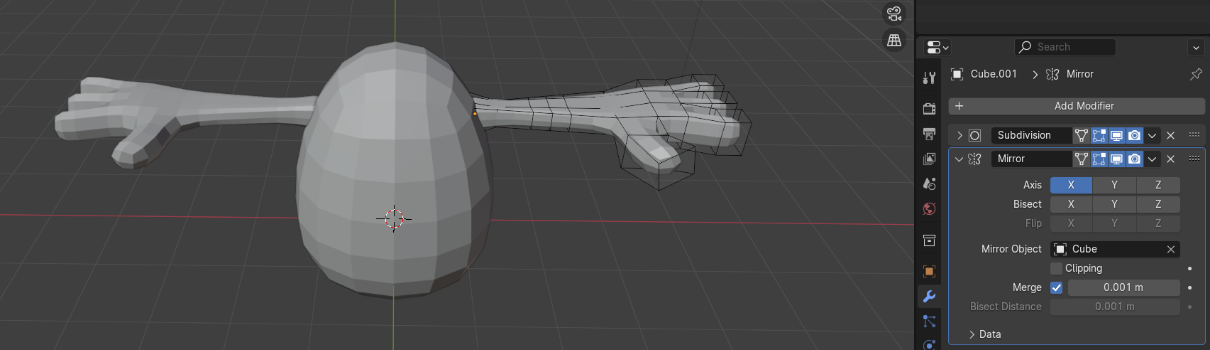 Search
Cube.001 > Mirror
+ Add Modifier
Subdivision
Mirror
Axis X Y Z
Bisect X Y Z
Flip X Y Z
Mirror Object Cube
Clipping
Merge 0.001 m
Bisect Distance 0.001 m
Data